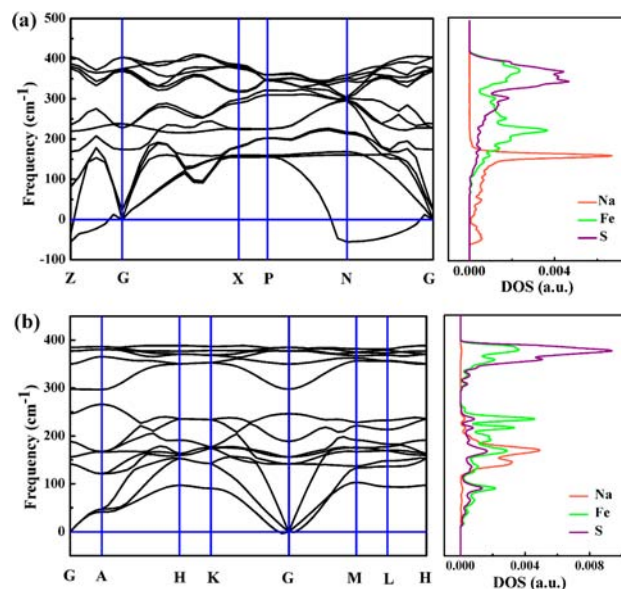 (a)
500
400
300
200
100
0
-100
Frequency (cm⁻¹)
Z G X P N G
Na
Fe
S
0.000 0.004
DOS (a.u.)
(b)
400
300
200
100
0
Frequency (cm⁻¹)
G A H K G M L H
Na
Fe
S
0.000 0.004 0.008
DOS (a.u.)